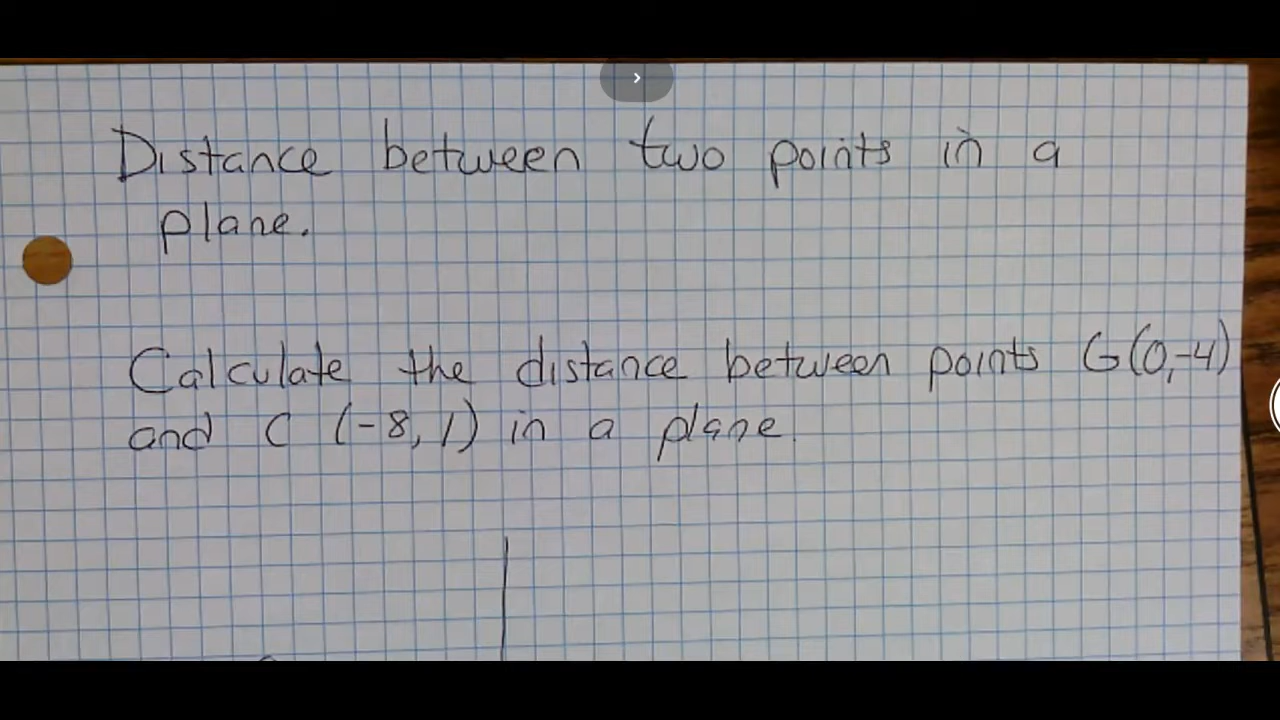 Distance between two points in a
plane.
Calculate the distance between points G(0,-4)
and C (-8, 1) in a plane.